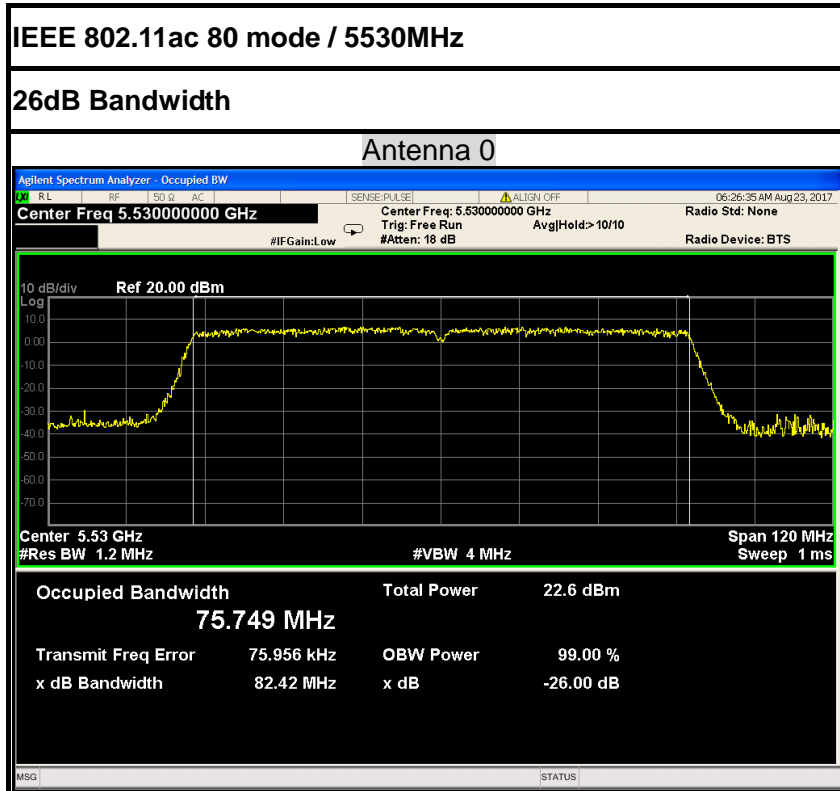 IEEE 802.11ac 80 mode / 5530MHz
26dB Bandwidth
Antenna 0
Agilent Spectrum Analyzer - Occupied BW
LXI RL RF 50 Ω AC SENSE:PULSE ALIGN OFF 06:26:35 AM Aug 23, 2017
Center Freq 5.530000000 GHz Center Freq: 5.530000000 GHz Radio Std: None
Trig: Free Run Avg|Hold:>10/10
#IFGain:Low #Atten: 18 dB Radio Device: BTS
10 dB/div Ref 20.00 dBm
Log
10.0
0.00
-10.0
-20.0
-30.0
-40.0
-50.0
-60.0
-70.0
Center 5.53 GHz Span 120 MHz
#Res BW 1.2 MHz #VBW 4 MHz Sweep 1 ms
Occupied Bandwidth Total Power 22.6 dBm
75.749 MHz
Transmit Freq Error 75.956 kHz OBW Power 99.00 %
x dB Bandwidth 82.42 MHz x dB -26.00 dB
MSG STATUS